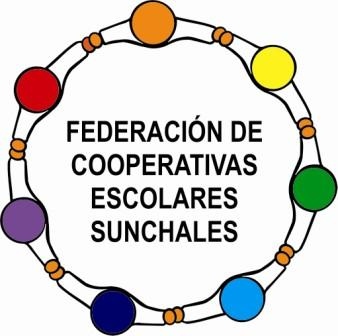 FEDERACIÓN DE
COOPERATIVAS
ESCOLARES
SUNCHALES